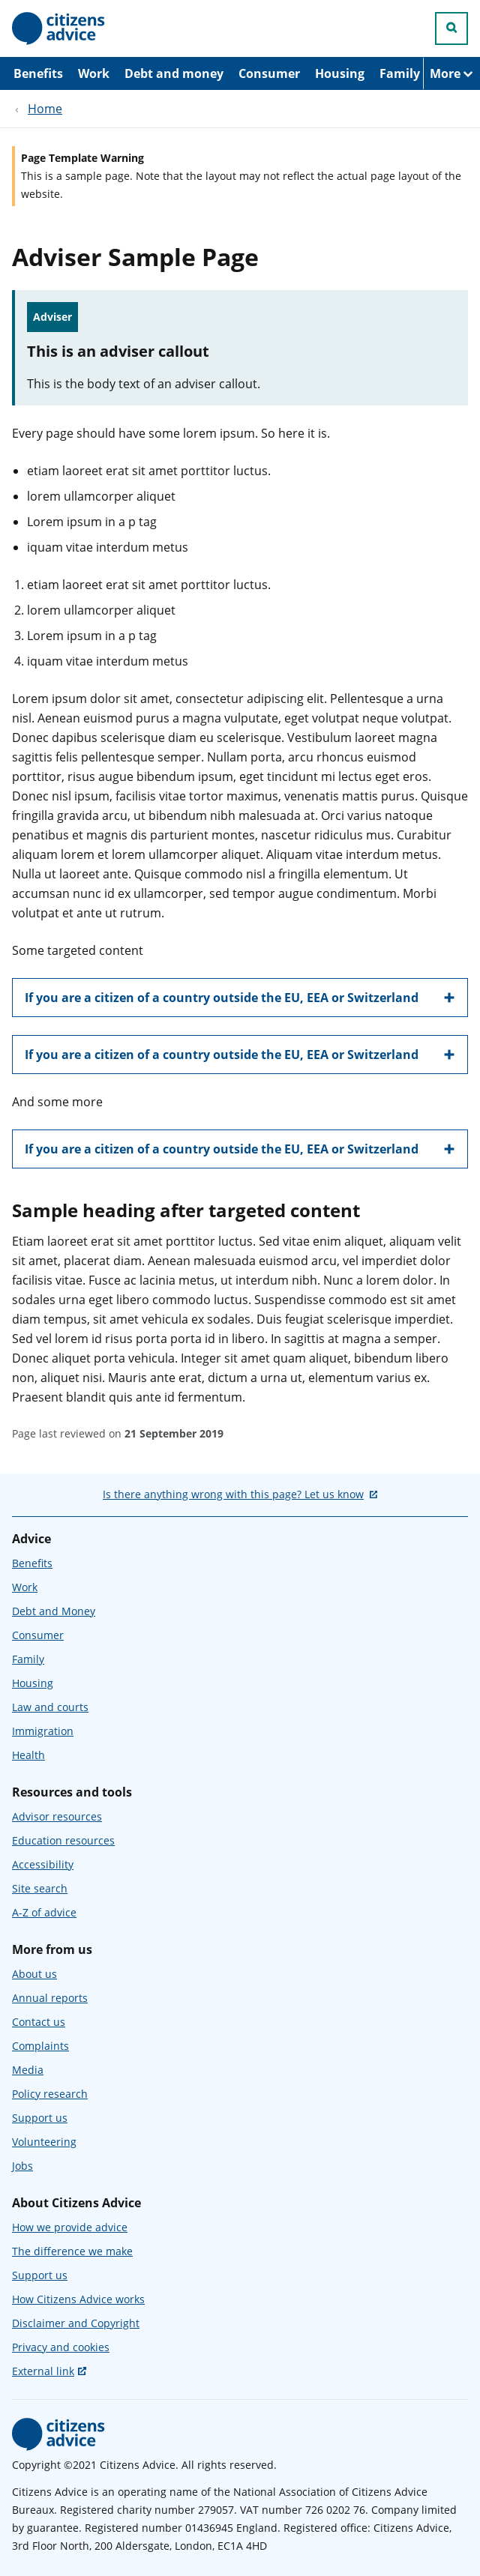 citizens
advice
Benefits Work Debt and money Consumer Housing Family More
‹ Home
Page Template Warning
This is a sample page. Note that the layout may not reflect the actual page layout of the
website.
Adviser Sample Page
Adviser
This is an adviser callout
This is the body text of an adviser callout.
Every page should have some lorem ipsum. So here it is.
• etiam laoreet erat sit amet porttitor luctus.
• lorem ullamcorper aliquet
• Lorem ipsum in a p tag
• iquam vitae interdum metus
1. etiam laoreet erat sit amet porttitor luctus.
2. lorem ullamcorper aliquet
3. Lorem ipsum in a p tag
4. iquam vitae interdum metus
Lorem ipsum dolor sit amet, consectetur adipiscing elit. Pellentesque a urna
nisl. Aenean euismod purus a magna vulputate, eget volutpat neque volutpat.
Donec dapibus scelerisque diam eu scelerisque. Vestibulum laoreet magna
sagittis felis pellentesque semper. Nullam porta, arcu rhoncus euismod
porttitor, risus augue bibendum ipsum, eget tincidunt mi lectus eget eros.
Donec nisl ipsum, facilisis vitae tortor maximus, venenatis mattis purus. Quisque
fringilla gravida arcu, ut bibendum nibh malesuada at. Orci varius natoque
penatibus et magnis dis parturient montes, nascetur ridiculus mus. Curabitur
aliquam lorem et lorem ullamcorper aliquet. Aliquam vitae interdum metus.
Nulla ut laoreet ante. Quisque commodo nisl a fringilla elementum. Ut
accumsan nunc id ex ullamcorper, sed tempor augue condimentum. Morbi
volutpat et ante ut rutrum.
Some targeted content
If you are a citizen of a country outside the EU, EEA or Switzerland
If you are a citizen of a country outside the EU, EEA or Switzerland
And some more
If you are a citizen of a country outside the EU, EEA or Switzerland
Sample heading after targeted content
Etiam laoreet erat sit amet porttitor luctus. Sed vitae enim aliquet, aliquam velit
sit amet, placerat diam. Aenean malesuada euismod arcu, vel imperdiet dolor
facilisis vitae. Fusce ac lacinia metus, ut interdum nibh. Nunc a lorem dolor. In
sodales urna eget libero commodo luctus. Suspendisse commodo est sit amet
diam tempus, sit amet vehicula ex sodales. Duis feugiat scelerisque imperdiet.
Sed vel lorem id risus porta porta id in libero. In sagittis at magna a semper.
Donec aliquet porta vehicula. Integer sit amet quam aliquet, bibendum libero
non, aliquet nisi. Mauris ante erat, dictum a urna ut, elementum varius ex.
Praesent blandit quis ante id fermentum.
Page last reviewed on 21 September 2019
Is there anything wrong with this page? Let us know
Advice
Benefits
Work
Debt and Money
Consumer
Family
Housing
Law and courts
Immigration
Health
Resources and tools
Advisor resources
Education resources
Accessibility
Site search
A-Z of advice
More from us
About us
Annual reports
Contact us
Complaints
Media
Policy research
Support us
Volunteering
Jobs
About Citizens Advice
How we provide advice
The difference we make
Support us
How Citizens Advice works
Disclaimer and Copyright
Privacy and cookies
External link
citizens
advice
Copyright ©2021 Citizens Advice. All rights reserved.
Citizens Advice is an operating name of the National Association of Citizens Advice
Bureaux. Registered charity number 279057. VAT number 726 0202 76. Company limited
by guarantee. Registered number 01436945 England. Registered office: Citizens Advice,
3rd Floor North, 200 Aldersgate, London, EC1A 4HD